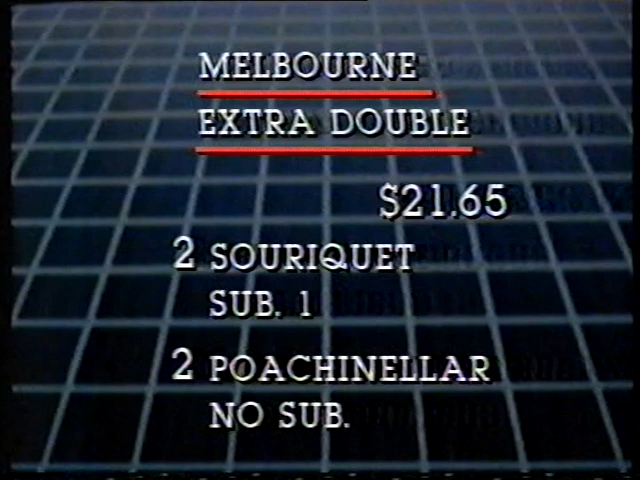 MELBOURNE
EXTRA DOUBLE
$21.65
2 SOURIQUET
SUB. 1
2 POACHINELLAR
NO SUB.